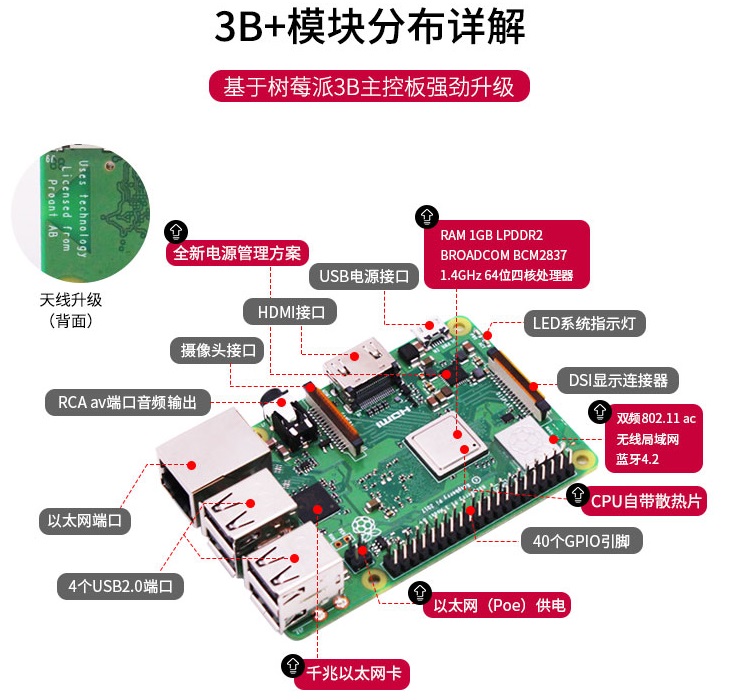 3B+模块分布详解
基于树莓派3B主控板强劲升级
Uses technology
Licensed from
Proant AB
天线升级
（背面）
全新电源管理方案
RAM 1GB LPDDR2
BROADCOM BCM2837
1.4GHz 64位四核处理器
USB电源接口
HDMI接口
LED系统指示灯
摄像头接口
DSI显示连接器
RCA av端口音频输出
双频802.11 ac
无线局域网
蓝牙4.2
HDMI
CPU自带散热片
以太网端口
40个GPIO引脚
4个USB2.0端口
以太网（Poe）供电
千兆以太网卡